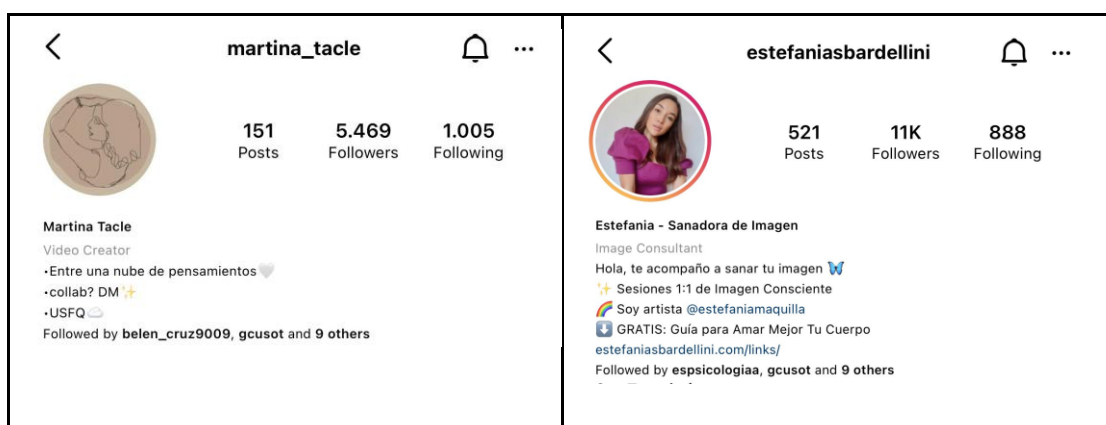 martina_tacle
151 5.469 1.005
Posts Followers Following
Martina Tacle
Video Creator
•Entre una nube de pensamientos🤍
•collab? DM✨
•USFQ☁️
Followed by belen_cruz9009, gcusot and 9 others
estefaniasbardellini
521 11K 888
Posts Followers Following
Estefania - Sanadora de Imagen
Image Consultant
Hola, te acompaño a sanar tu imagen 🦋
✨ Sesiones 1:1 de Imagen Consciente
🌈 Soy artista @estefaniamaquilla
⬇️ GRATIS: Guía para Amar Mejor Tu Cuerpo
estefaniasbardellini.com/links/
Followed by espsicologiaa, gcusot and 9 others